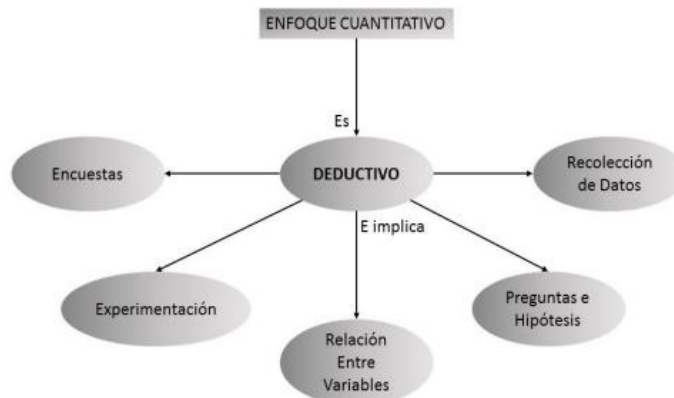 ENFOQUE CUANTITATIVO
Es
Encuestas
DEDUCTIVO
Recolección
de Datos
E implica
Experimentación
Preguntas e
Hipótesis
Relación
Entre
Variables